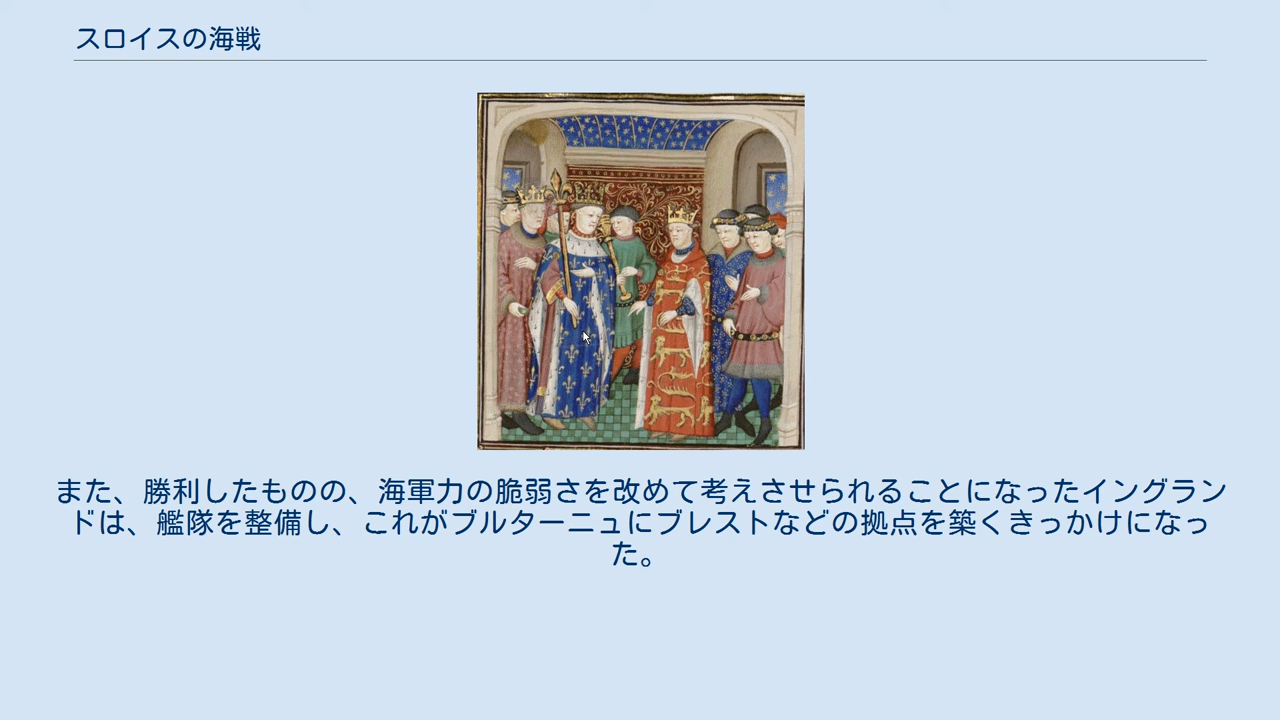 スロイスの海戦
また、勝利したものの、海軍力の脆弱さを改めて考えさせられることになったイングラン
ドは、艦隊を整備し、これがブルターニュにブレストなどの拠点を築くきっかけになっ
た。